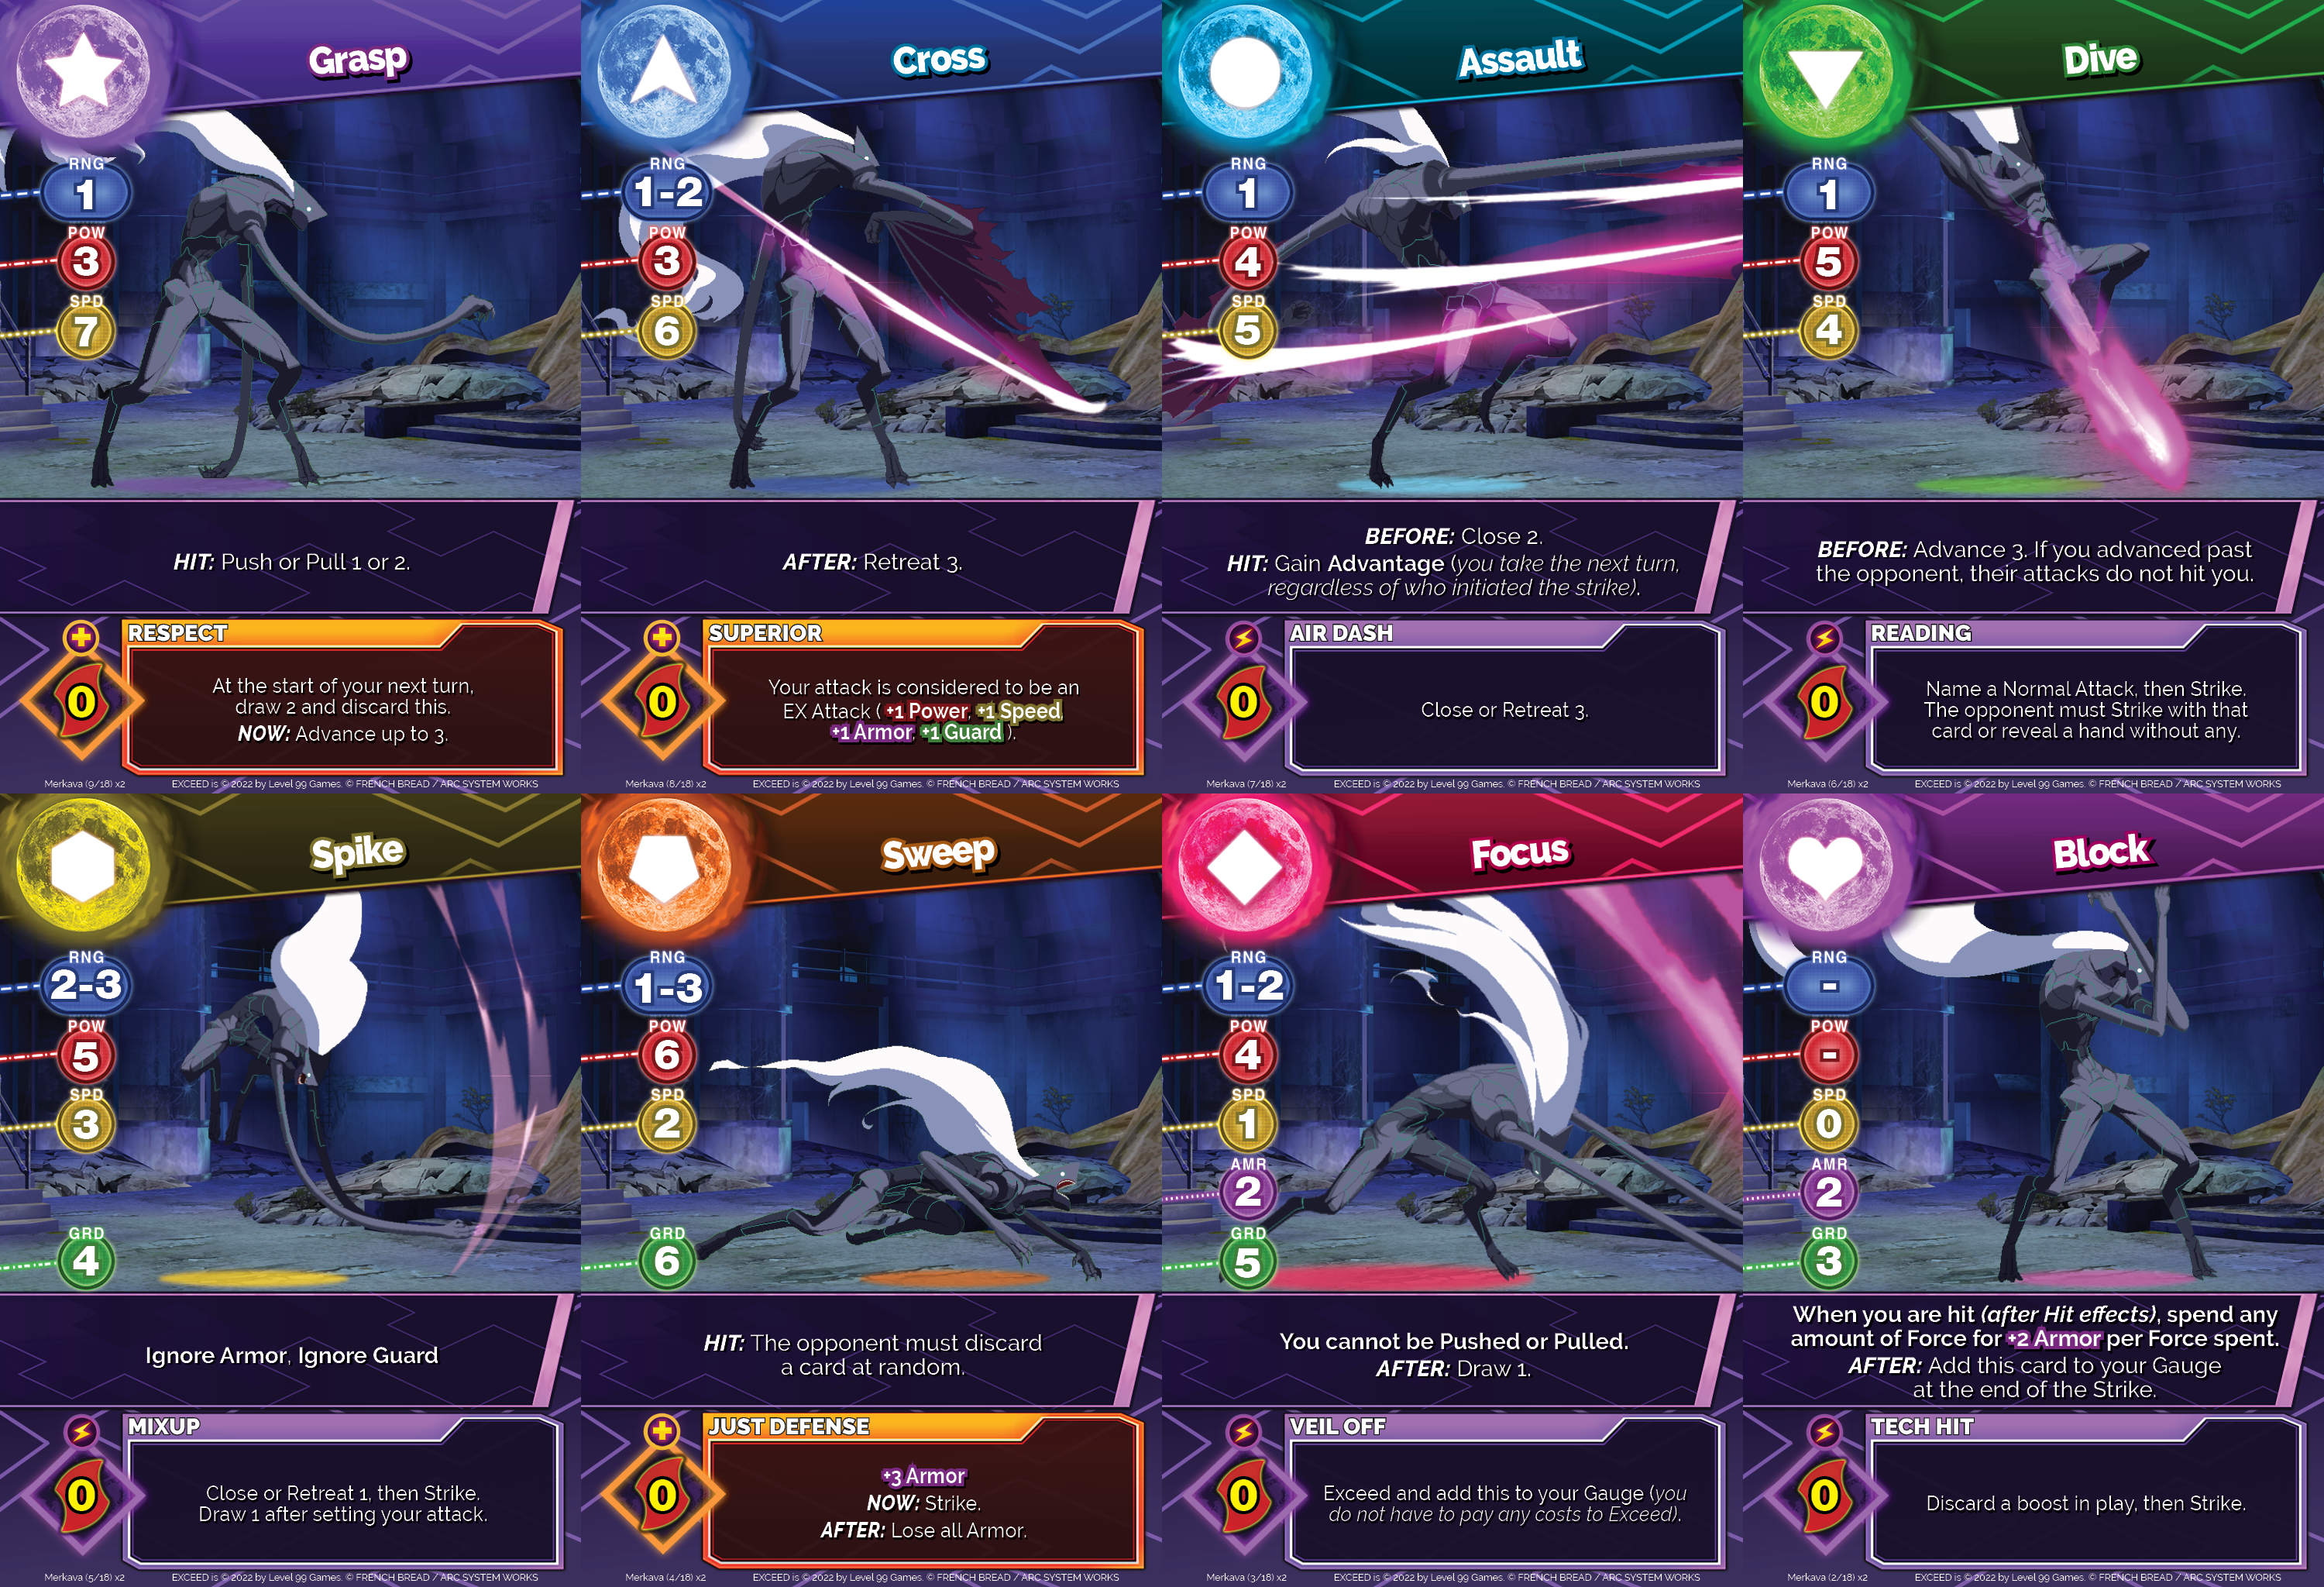 Grasp
RNG
1
POW
3
SPD
7
HIT: Push or Pull 1 or 2.
RESPECT
0
At the start of your next turn,
draw 2 and discard this.
NOW: Advance up to 3.
Merkava (9/18) x2
EXCEED is © 2022 by Level 99 Games. © FRENCH BREAD / ARC SYSTEM WORKS
Cross
RNG
1-2
POW
3
SPD
6
AFTER: Retreat 3.
SUPERIOR
0
Your attack is considered to be an
EX Attack ( +1 Power, +1 Speed
+1 Armor, +1 Guard ).
Merkava (8/18) x2
EXCEED is © 2022 by Level 99 Games. © FRENCH BREAD / ARC SYSTEM WORKS
Assault
RNG
1
POW
4
SPD
5
BEFORE: Close 2.
HIT: Gain Advantage (you take the next turn,
regardless of who initiated the strike).
AIR DASH
0
Close or Retreat 3.
Merkava (7/18) x2
EXCEED is © 2022 by Level 99 Games. © FRENCH BREAD / ARC SYSTEM WORKS
Dive
RNG
1
POW
5
SPD
4
BEFORE: Advance 3. If you advanced past
the opponent, their attacks do not hit you.
READING
0
Name a Normal Attack, then Strike.
The opponent must Strike with that
card or reveal a hand without any.
Merkava (6/18) x2
EXCEED is © 2022 by Level 99 Games. © FRENCH BREAD / ARC SYSTEM WORKS
Spike
RNG
2-3
POW
5
SPD
3
GRD
4
Ignore Armor, Ignore Guard
MIXUP
0
Close or Retreat 1, then Strike.
Draw 1 after setting your attack.
Merkava (5/18) x2
EXCEED is © 2022 by Level 99 Games. © FRENCH BREAD / ARC SYSTEM WORKS
Sweep
RNG
1-3
POW
6
SPD
2
GRD
6
HIT: The opponent must discard
a card at random.
JUST DEFENSE
0
+3 Armor
NOW: Strike.
AFTER: Lose all Armor.
Merkava (4/18) x2
EXCEED is © 2022 by Level 99 Games. © FRENCH BREAD / ARC SYSTEM WORKS
Focus
RNG
1-2
POW
4
SPD
1
AMR
2
GRD
5
You cannot be Pushed or Pulled.
AFTER: Draw 1.
VEIL OFF
0
Exceed and add this to your Gauge (you
do not have to pay any costs to Exceed).
Merkava (3/18) x2
EXCEED is © 2022 by Level 99 Games. © FRENCH BREAD / ARC SYSTEM WORKS
Block
RNG
-
POW
-
SPD
0
AMR
2
GRD
3
When you are hit (after Hit effects), spend any
amount of Force for +2 Armor per Force spent.
AFTER: Add this card to your Gauge
at the end of the Strike.
TECH HIT
0
Discard a boost in play, then Strike.
Merkava (2/18) x2
EXCEED is © 2022 by Level 99 Games. © FRENCH BREAD / ARC SYSTEM WORKS